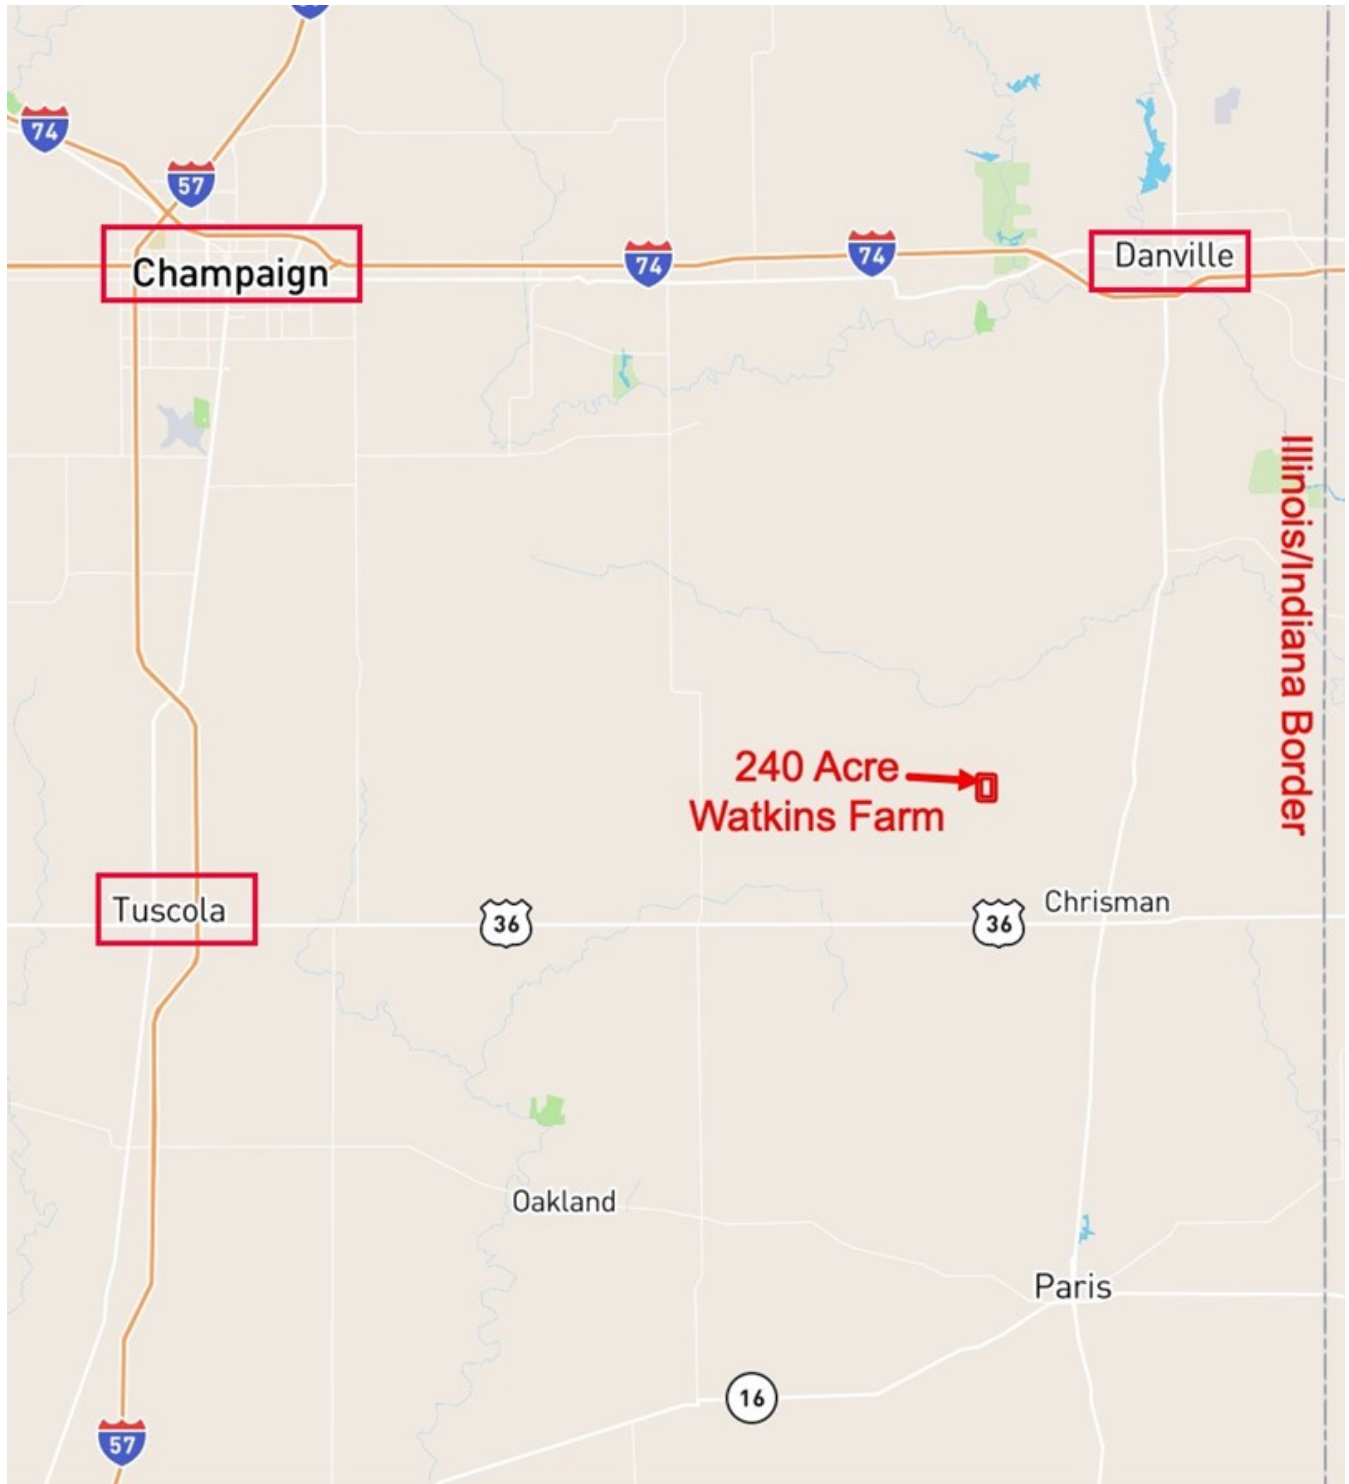 74
57
Champaign
74
74
Danville
Illinois/Indiana Border
240 Acre
Watkins Farm
Tuscola
36
36
Chrisman
Oakland
Paris
16
57